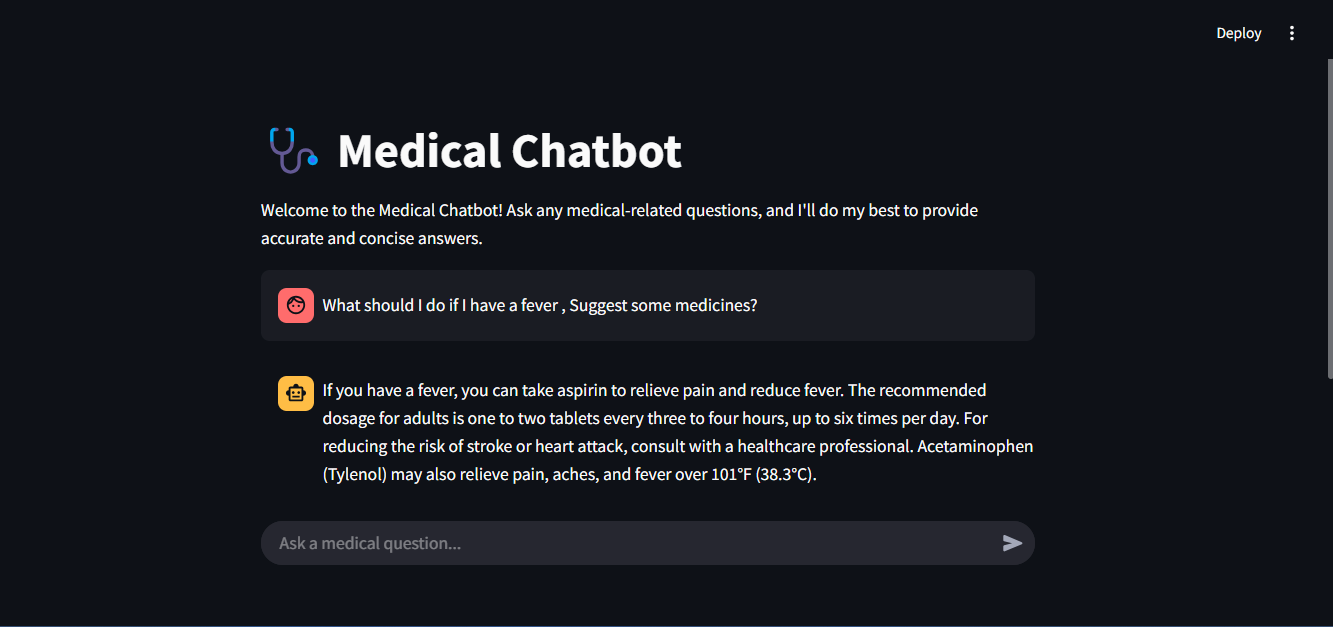 Deploy
Medical Chatbot
Welcome to the Medical Chatbot! Ask any medical-related questions, and I'll do my best to provide
accurate and concise answers.
What should I do if I have a fever , Suggest some medicines?
If you have a fever, you can take aspirin to relieve pain and reduce fever. The recommended
dosage for adults is one to two tablets every three to four hours, up to six times per day. For
reducing the risk of stroke or heart attack, consult with a healthcare professional. Acetaminophen
(Tylenol) may also relieve pain, aches, and fever over 101°F (38.3°C).
Ask a medical question...